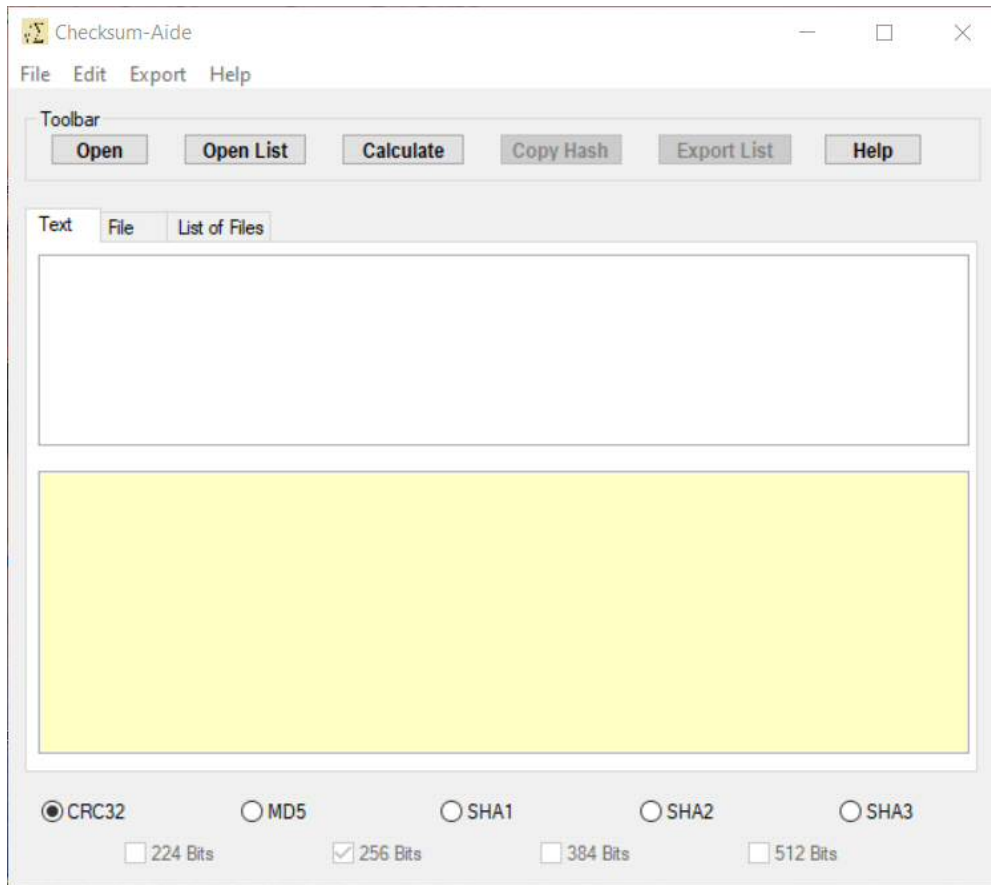 Checksum-Aide
File Edit Export Help
Toolbar
Open Open List Calculate Copy Hash Export List Help
Text File List of Files
CRC32 MD5 SHA1 SHA2 SHA3
224 Bits 256 Bits 384 Bits 512 Bits